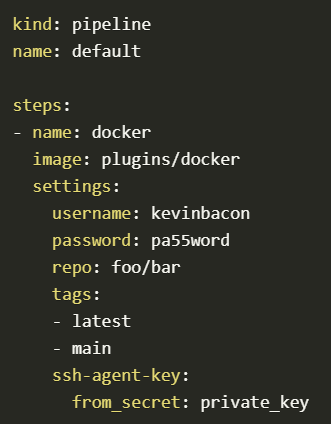 kind: pipeline
name: default
steps:
- name: docker
  image: plugins/docker
  settings:
    username: kevinbacon
    password: pa55word
    repo: foo/bar
    tags:
    - latest
    - main
    ssh-agent-key:
      from_secret: private_key